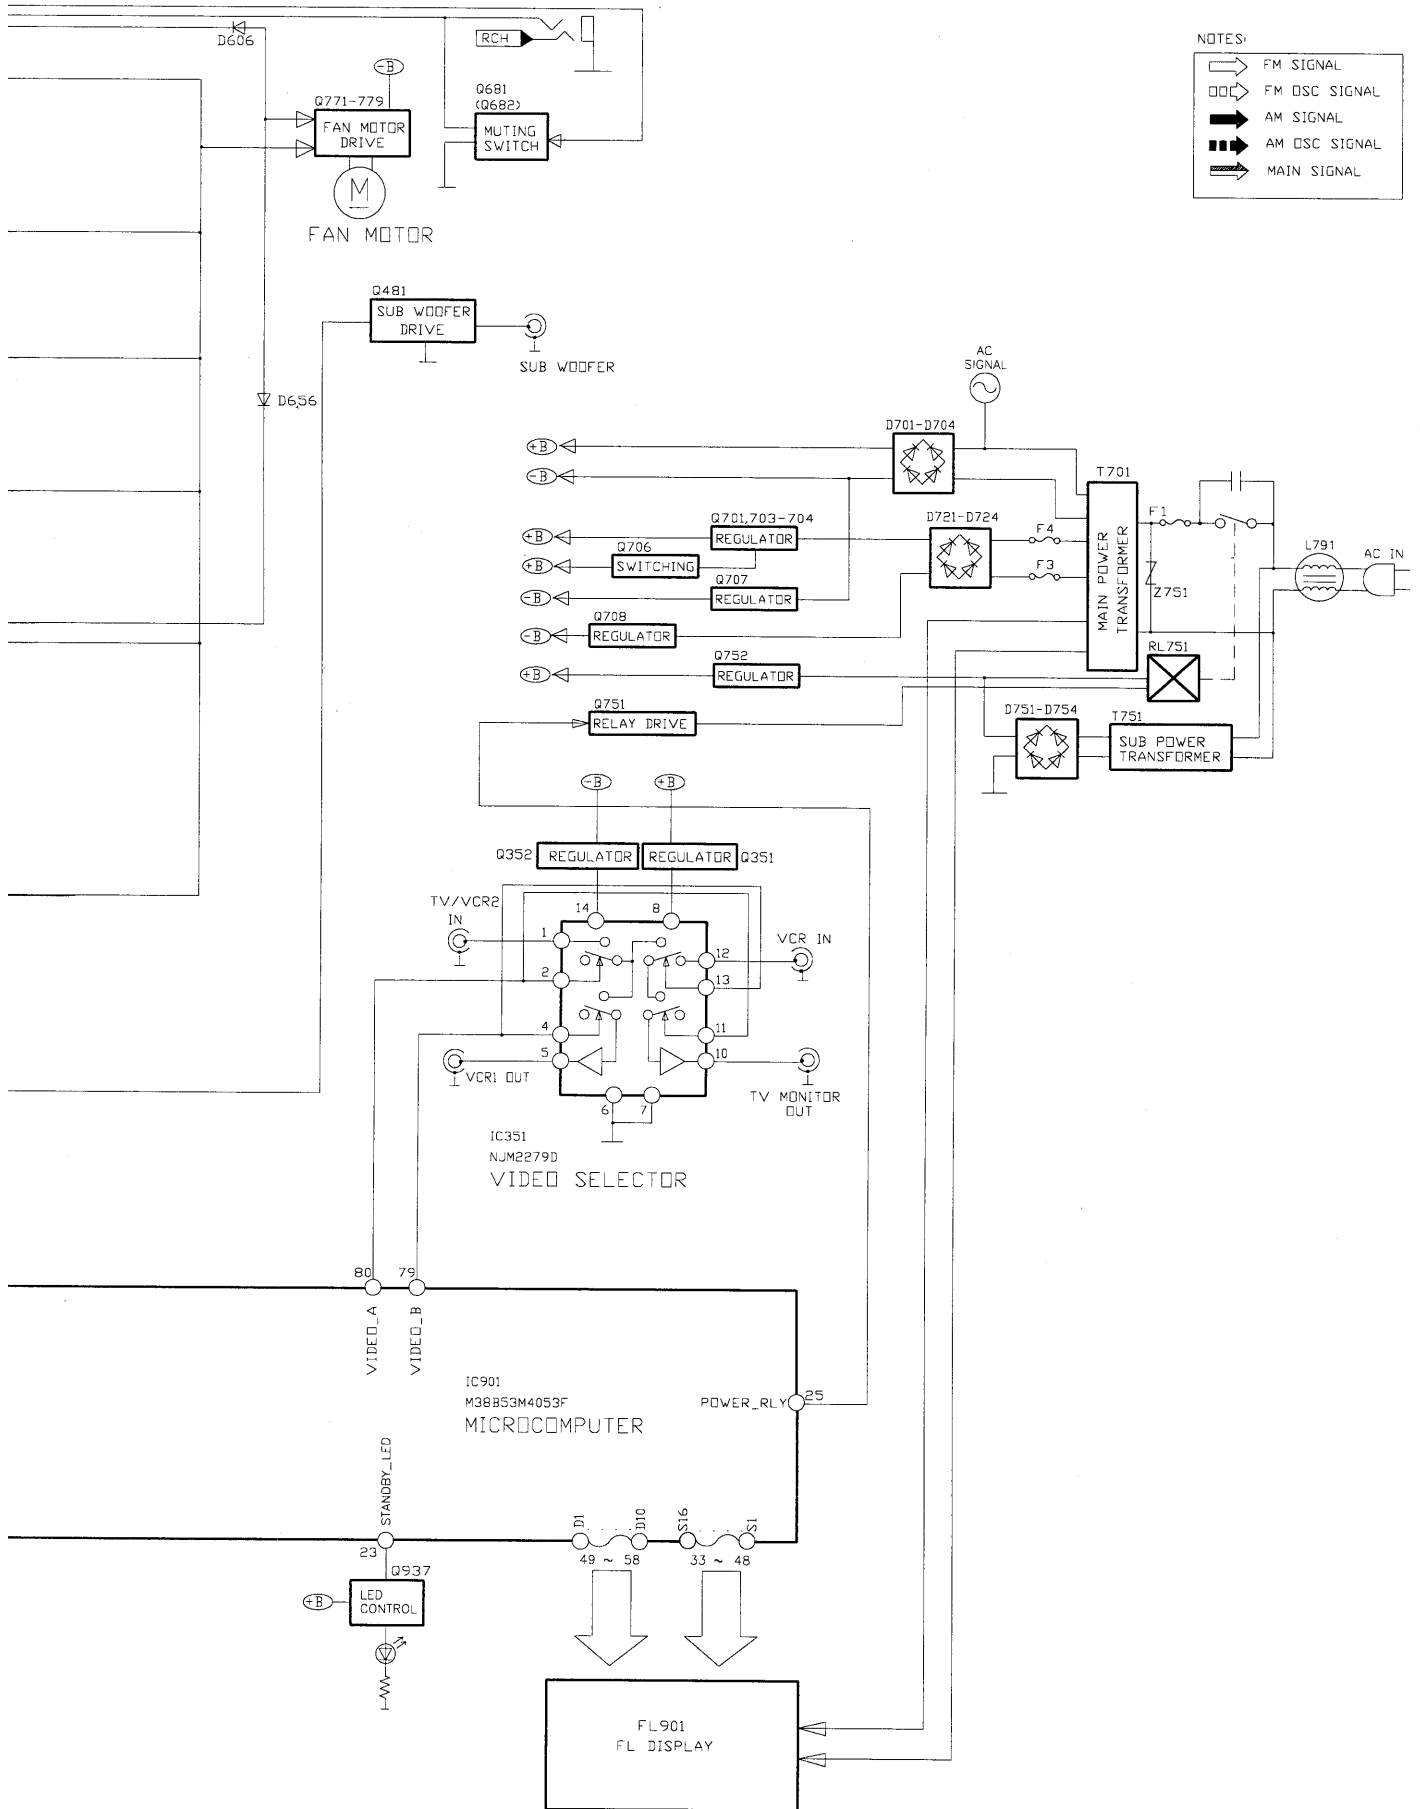 D606
RCH
NOTES:
FM SIGNAL
FM OSC SIGNAL
AM SIGNAL
AM OSC SIGNAL
MAIN SIGNAL
-B
Q771-779
FAN MOTOR
DRIVE
M
FAN MOTOR
Q681
(Q682)
MUTING
SWITCH
Q481
SUB WOOFER
DRIVE
SUB WOOFER
D656
AC
SIGNAL
D701-D704
+B
-B
T701
MAIN POWER
TRANSFORMER
F1
L791
AC IN
Q701,703-704
REGULATOR
D721-D724
F4
F3
+B
Q706
SWITCHING
+B
Q707
REGULATOR
-B
Z751
Q708
REGULATOR
-B
RL751
Q752
REGULATOR
+B
Q751
RELAY DRIVE
D751-D754
T751
SUB POWER
TRANSFORMER
-B
+B
Q352
REGULATOR
REGULATOR
Q351
TV/VCR2
IN
14
8
1
2
4
5
12
13
11
10
6
7
VCR IN
VCR1 OUT
TV MONITOR
OUT
IC351
NJM2279D
VIDEO SELECTOR
80
79
VIDEO_A
VIDEO_B
IC901
M38B53M4053F
MICROCOMPUTER
POWER_RLY
25
STANDBY_LED
23
D1
D10
S16
S1
49 ~ 58
33 ~ 48
Q937
+B
LED
CONTROL
FL901
FL DISPLAY